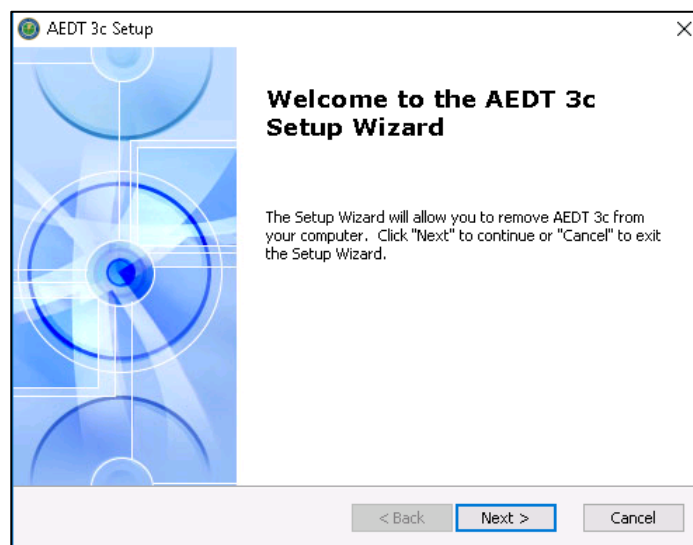 AEDT 3c Setup
Welcome to the AEDT 3c
Setup Wizard
The Setup Wizard will allow you to remove AEDT 3c from
your computer. Click "Next" to continue or "Cancel" to exit
the Setup Wizard.
< Back
Next >
Cancel